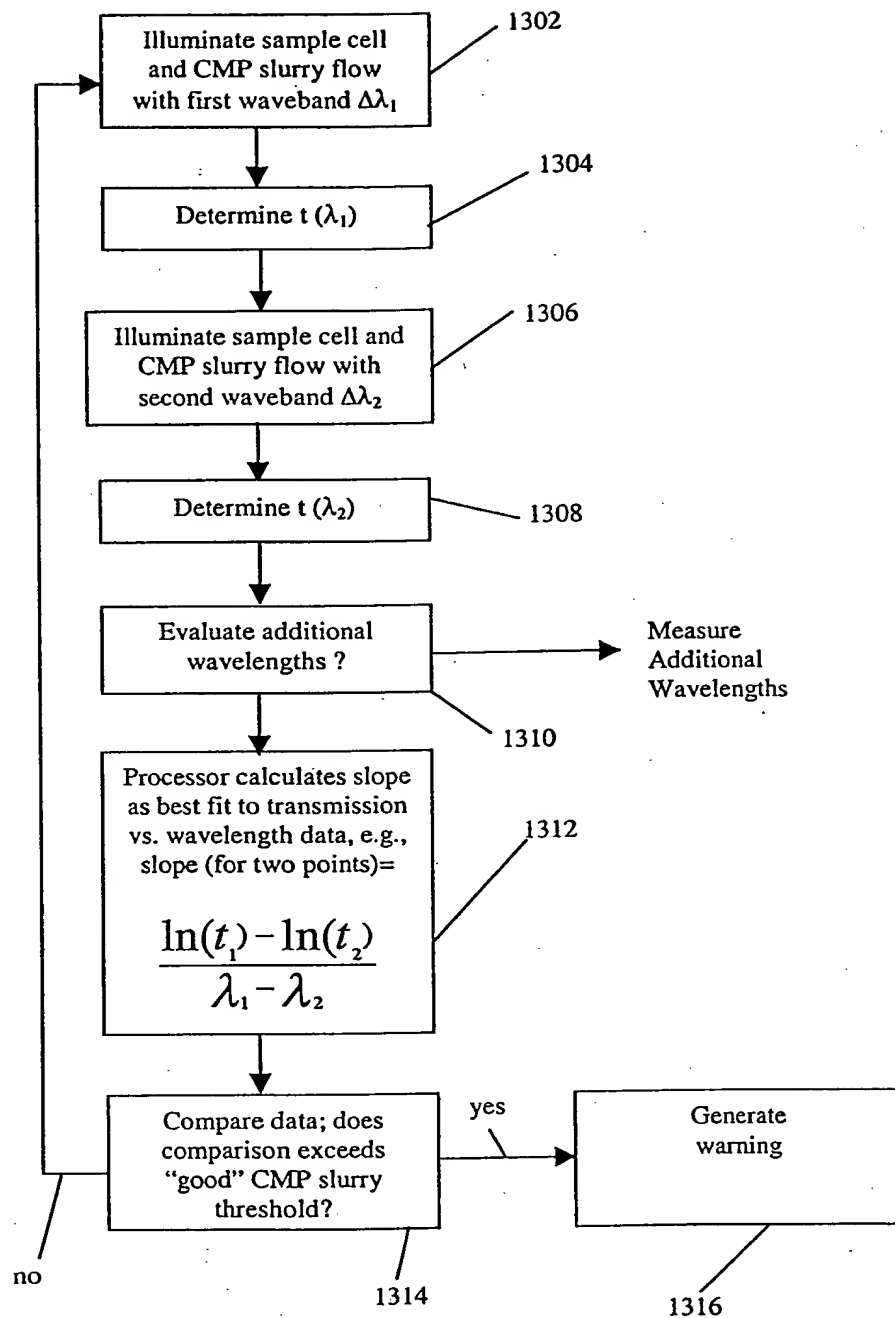 Illuminate sample cell
and CMP slurry flow
with first waveband Δλ₁
1302
Determine t (λ₁)
1304
Illuminate sample cell and
CMP slurry flow with
second waveband Δλ₂
1306
Determine t (λ₂)
1308
Evaluate additional
wavelengths ?
1310
Measure
Additional
Wavelengths
Processor calculates slope
as best fit to transmission
vs. wavelength data, e.g.,
slope (for two points)=
ln(t₁) − ln(t₂)
λ₁ − λ₂
1312
Compare data; does
comparison exceeds
“good” CMP slurry
threshold?
1314
yes
Generate
warning
1316
no